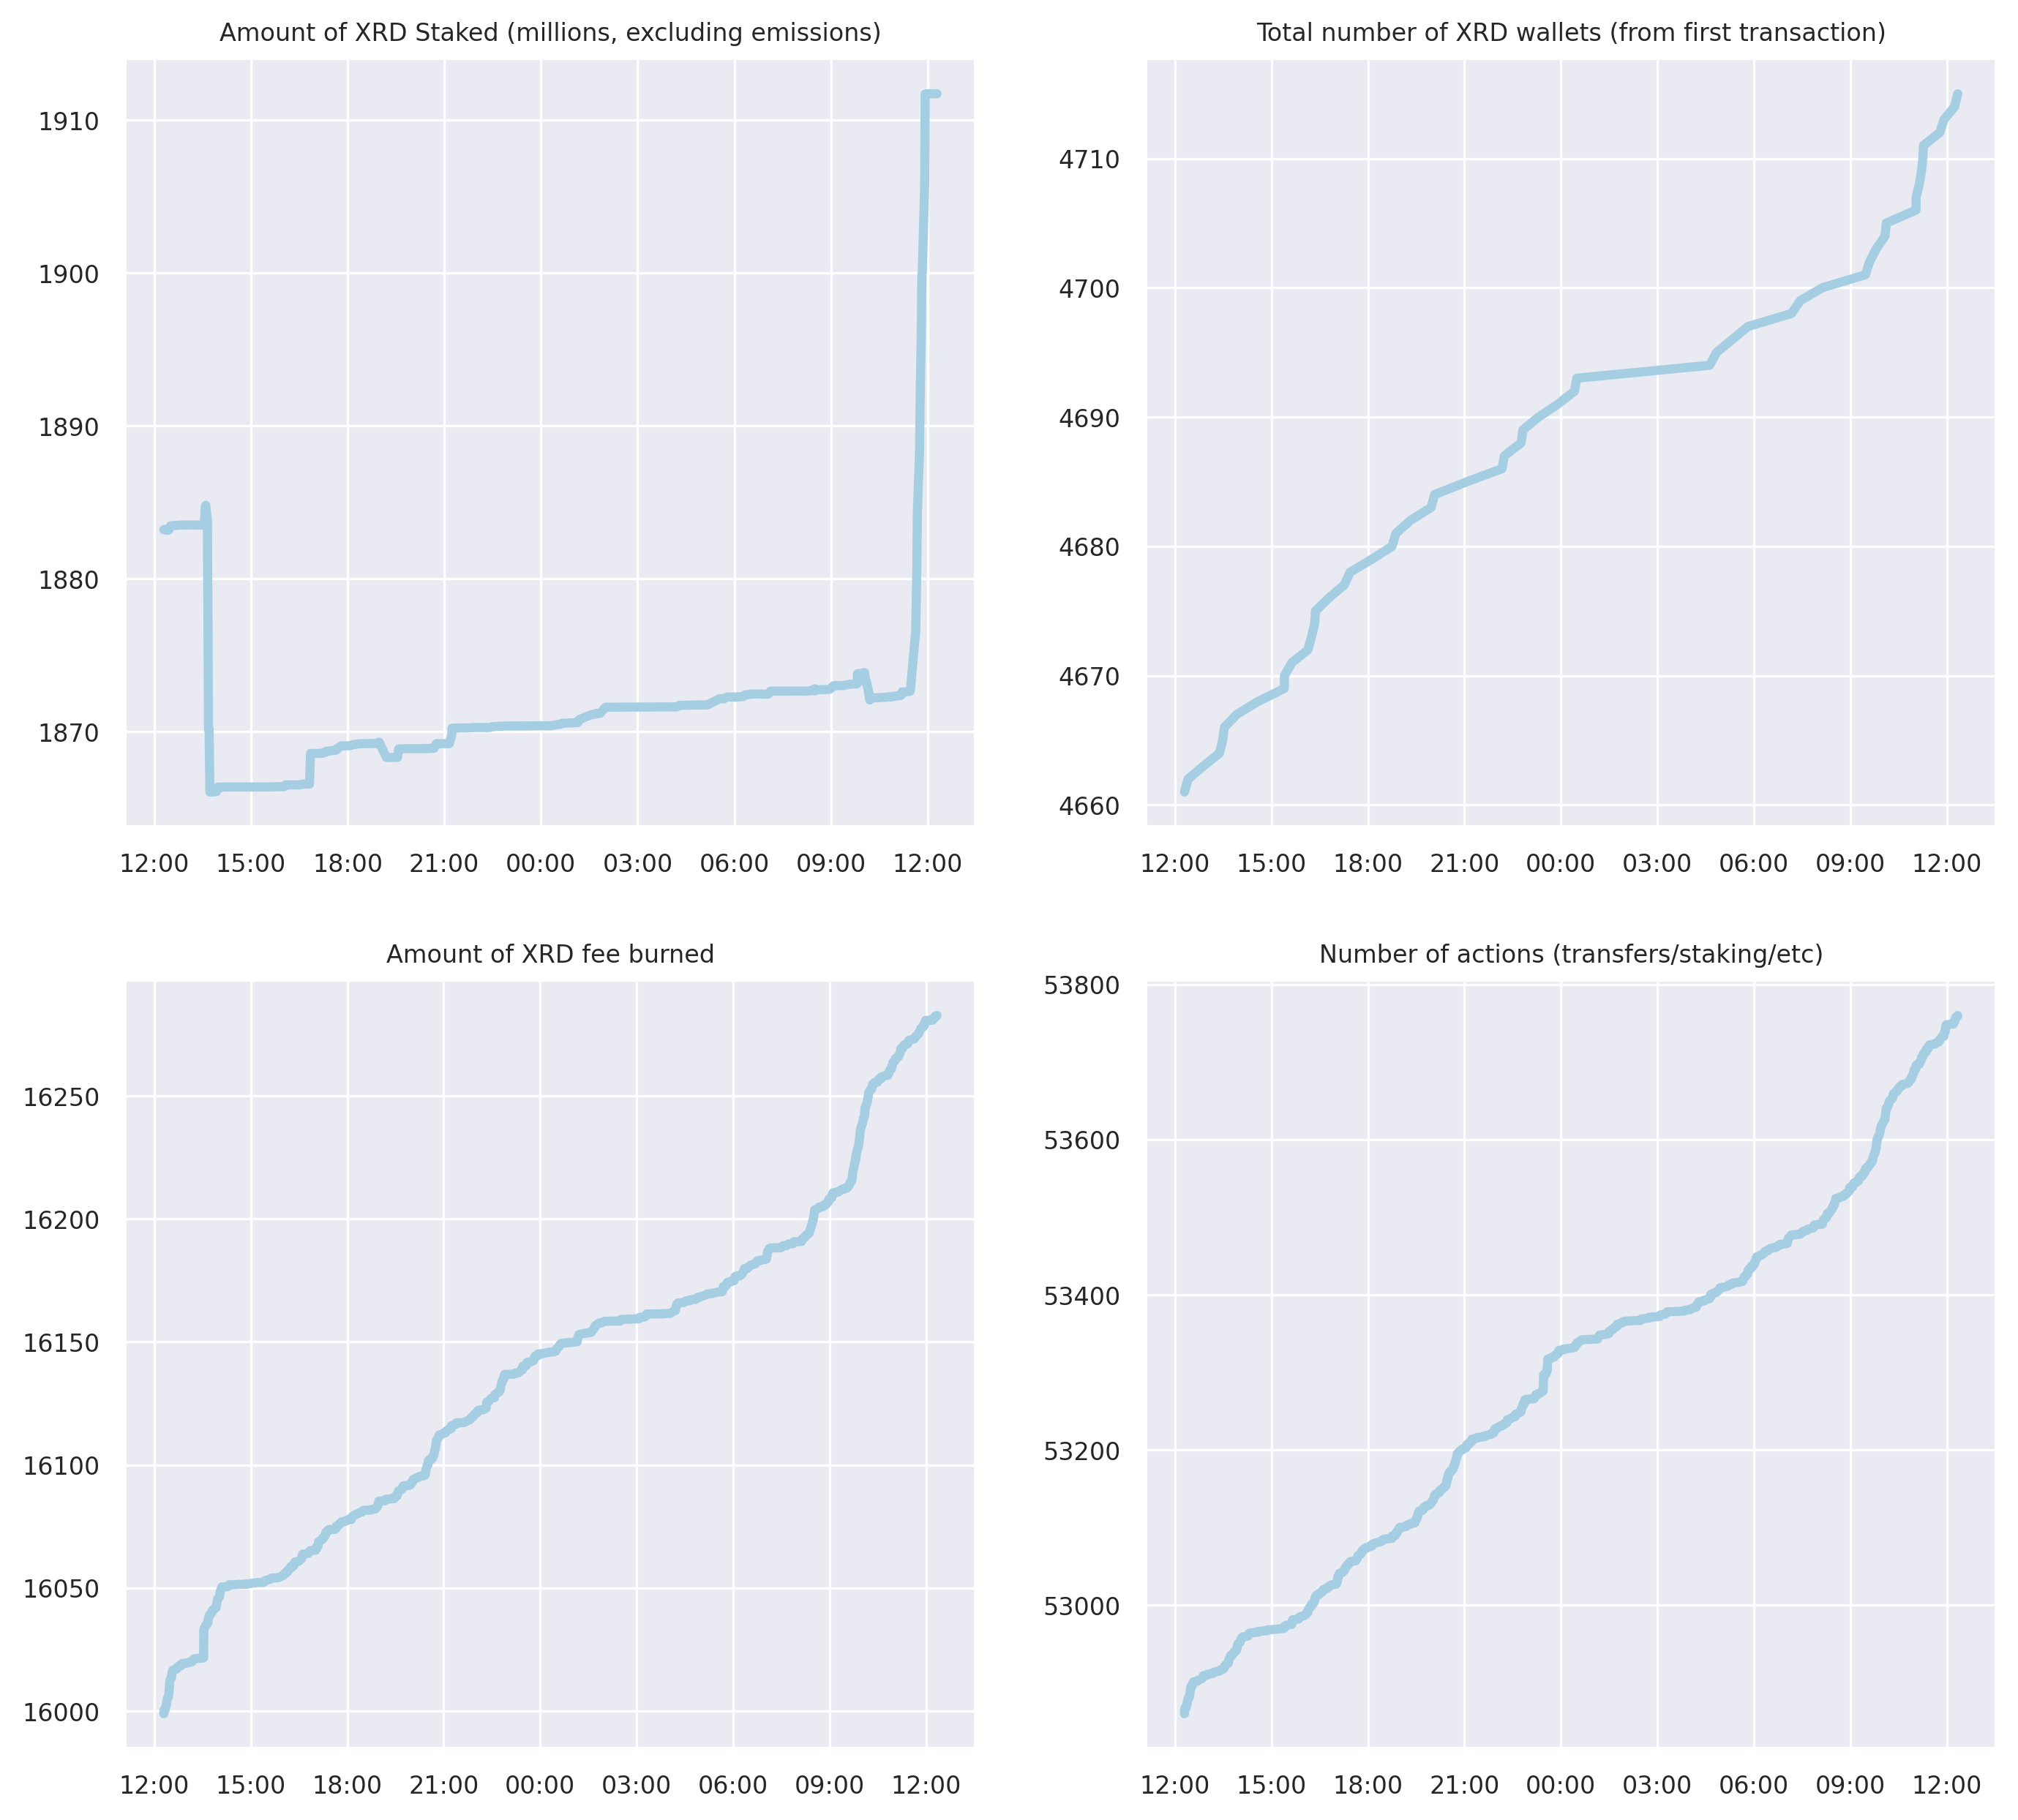 Amount of XRD Staked (millions, excluding emissions)
1910
1900
1890
1880
1870
12:00 15:00 18:00 21:00 00:00 03:00 06:00 09:00 12:00
Total number of XRD wallets (from first transaction)
4710
4700
4690
4680
4670
4660
12:00 15:00 18:00 21:00 00:00 03:00 06:00 09:00 12:00
Amount of XRD fee burned
16250
16200
16150
16100
16050
16000
12:00 15:00 18:00 21:00 00:00 03:00 06:00 09:00 12:00
Number of actions (transfers/staking/etc)
53800
53600
53400
53200
53000
12:00 15:00 18:00 21:00 00:00 03:00 06:00 09:00 12:00